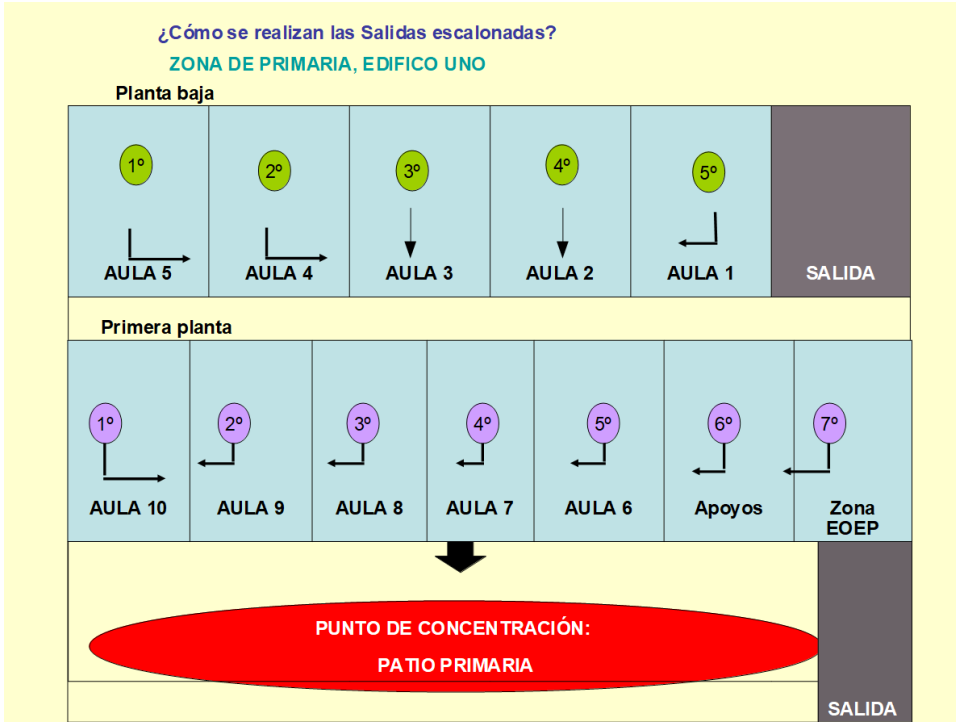 ¿Cómo se realizan las Salidas escalonadas?
ZONA DE PRIMARIA, EDIFICO UNO
Planta baja
1º
2º
3º
4º
5º
AULA 5
AULA 4
AULA 3
AULA 2
AULA 1
SALIDA
Primera planta
1º
2º
3º
4º
5º
6º
7º
AULA 10
AULA 9
AULA 8
AULA 7
AULA 6
Apoyos
Zona
EOEP
PUNTO DE CONCENTRACIÓN:
PATIO PRIMARIA
SALIDA